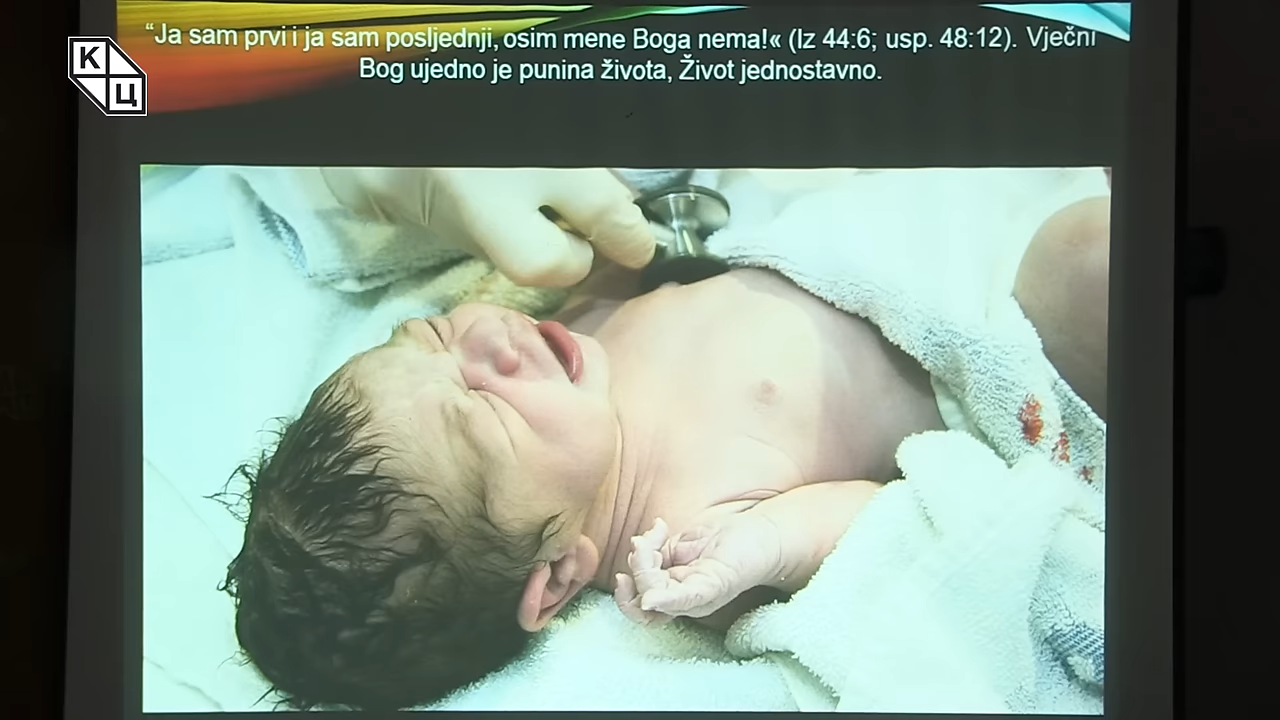 “Ja sam prvi i ja sam posljednji, osim mene Boga nema!« (Iz 44:6; usp. 48:12). Vječni
Bog ujedno je punina života, Život jednostavno.
К
Ц